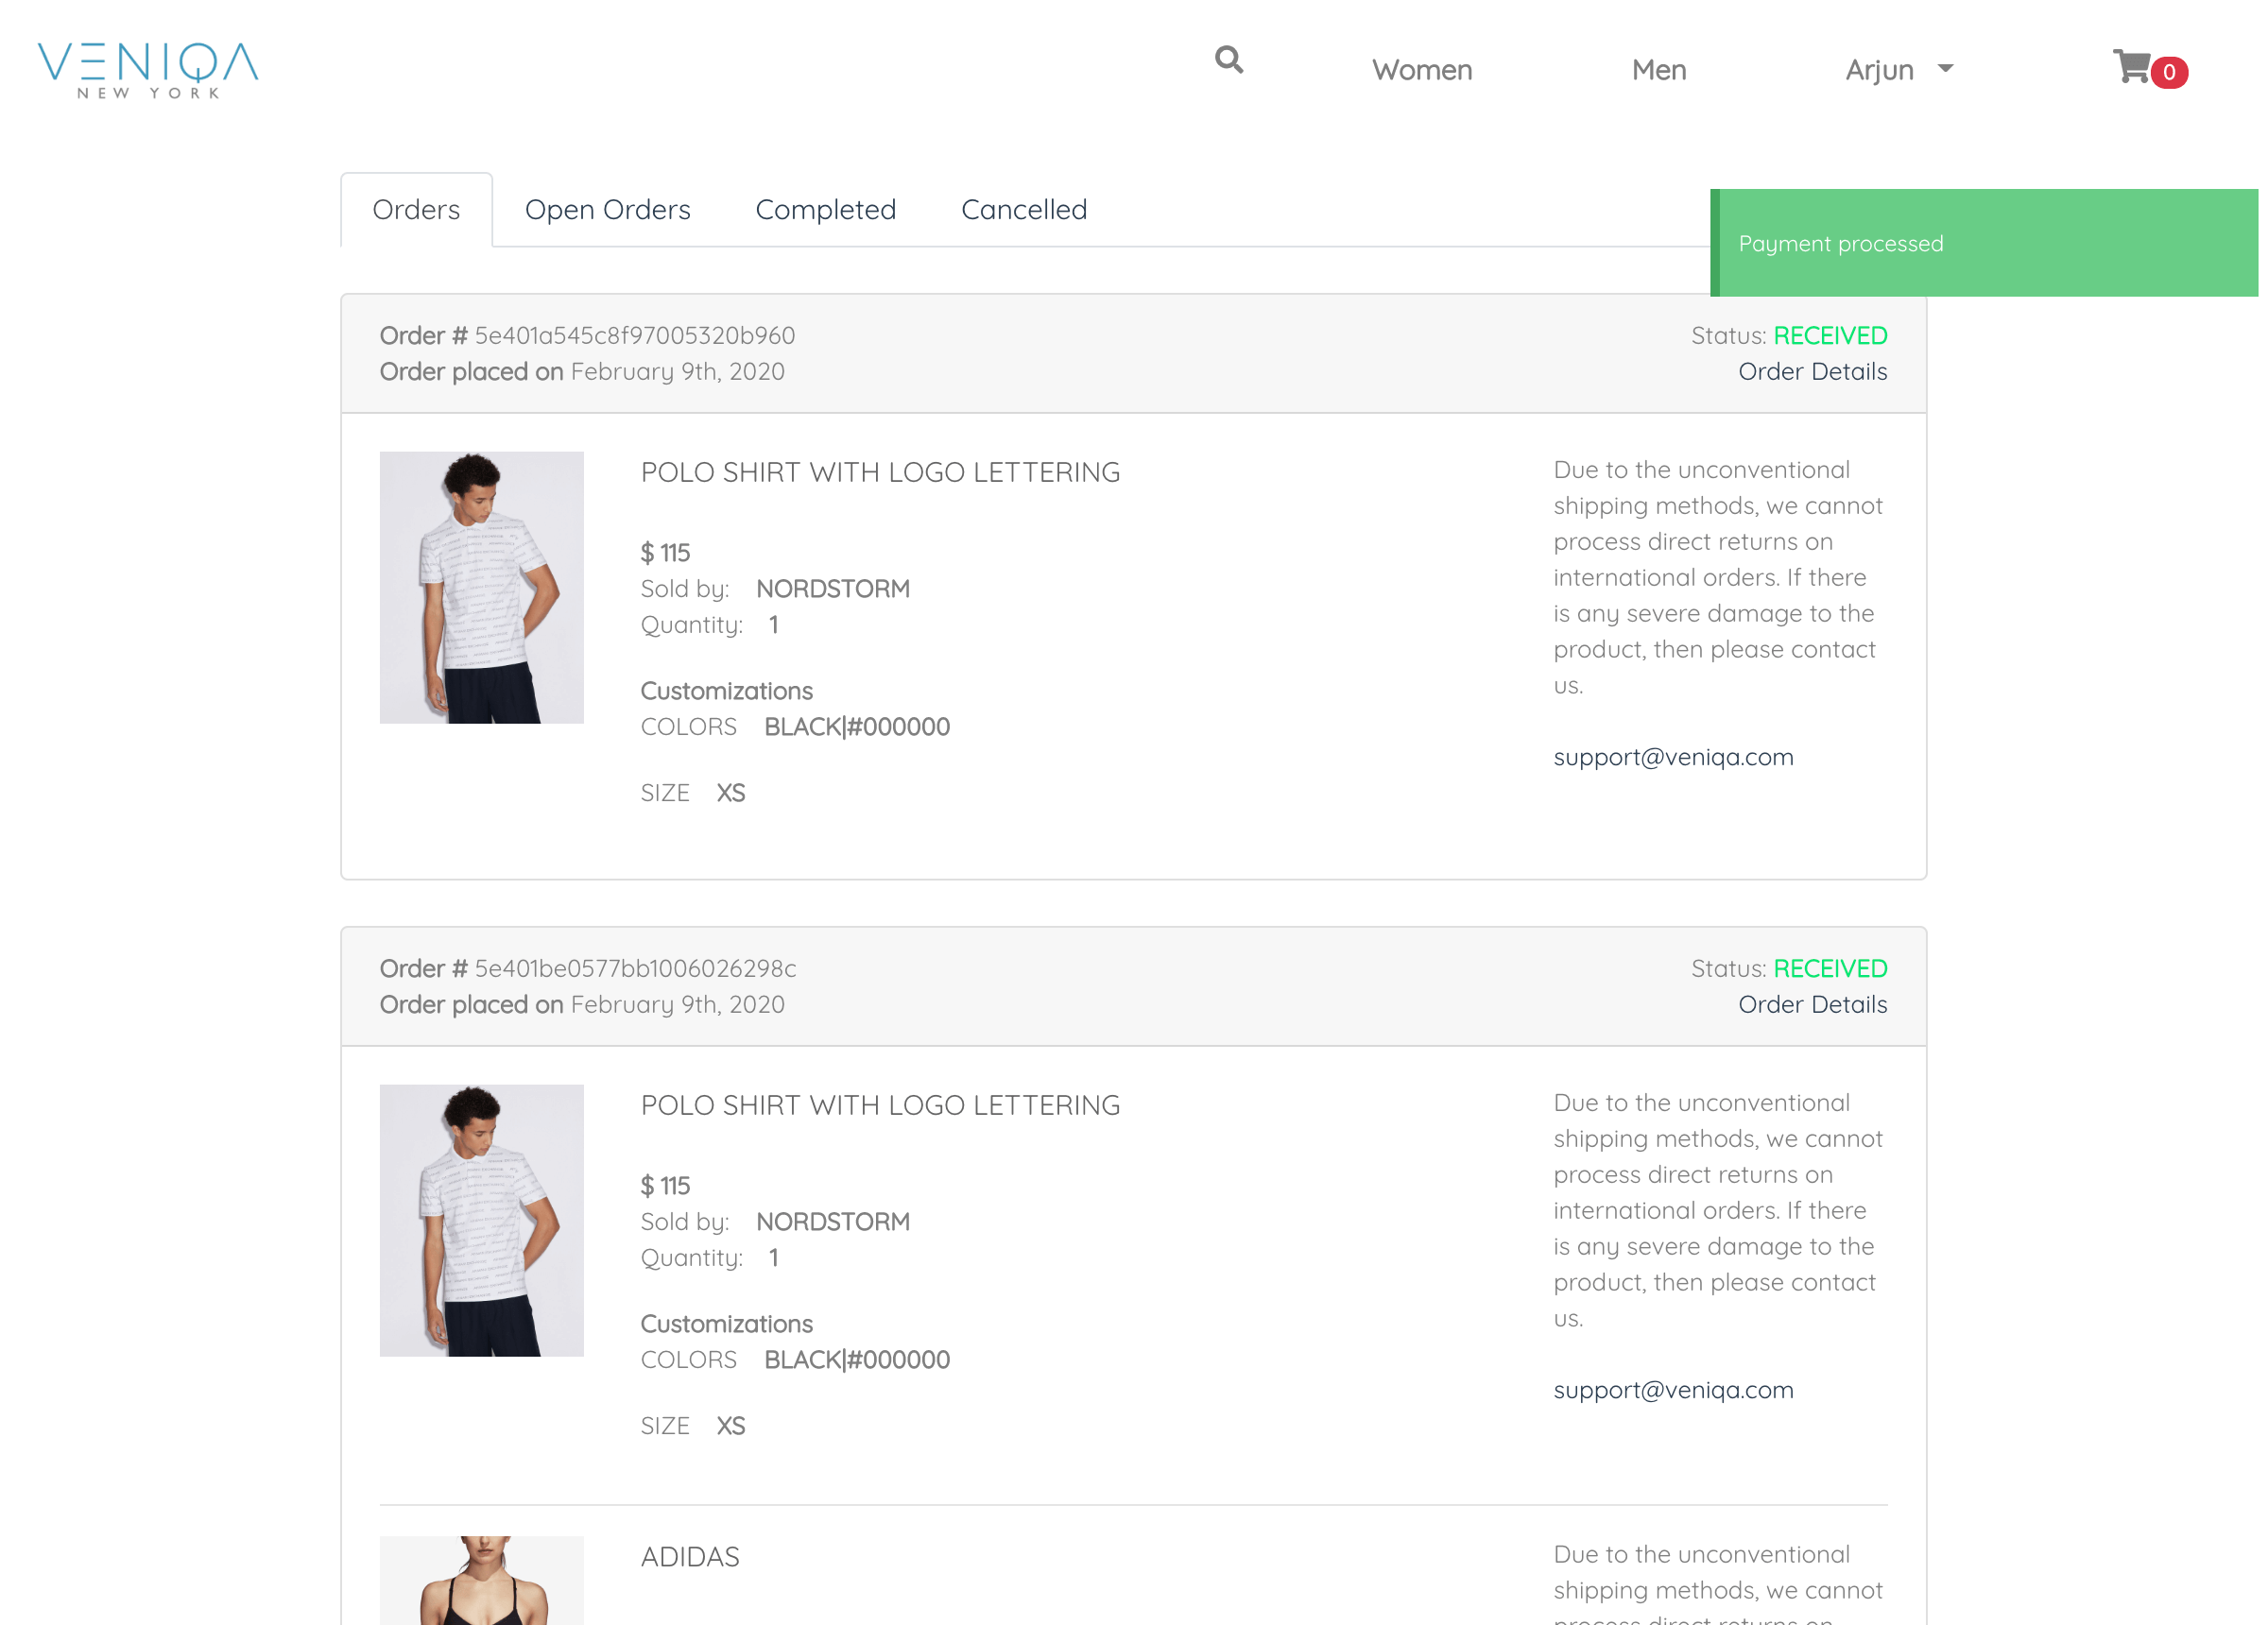 VENIQA
NEW YORK
Women
Men
Arjun
0
Orders
Open Orders
Completed
Cancelled
Payment processed
Order # 5e401a545c8f97005320b960
Status: RECEIVED
Order placed on February 9th, 2020
Order Details
POLO SHIRT WITH LOGO LETTERING
$ 115
Sold by: NORDSTORM
Quantity: 1
Customizations
COLORS BLACK|#000000
SIZE XS
Due to the unconventional
shipping methods, we cannot
process direct returns on
international orders. If there
is any severe damage to the
product, then please contact
us.
support@veniqa.com
Order # 5e401be0577bb1006026298c
Status: RECEIVED
Order placed on February 9th, 2020
Order Details
POLO SHIRT WITH LOGO LETTERING
$ 115
Sold by: NORDSTORM
Quantity: 1
Customizations
COLORS BLACK|#000000
SIZE XS
Due to the unconventional
shipping methods, we cannot
process direct returns on
international orders. If there
is any severe damage to the
product, then please contact
us.
support@veniqa.com
ADIDAS
Due to the unconventional
shipping methods, we cannot
process direct returns on